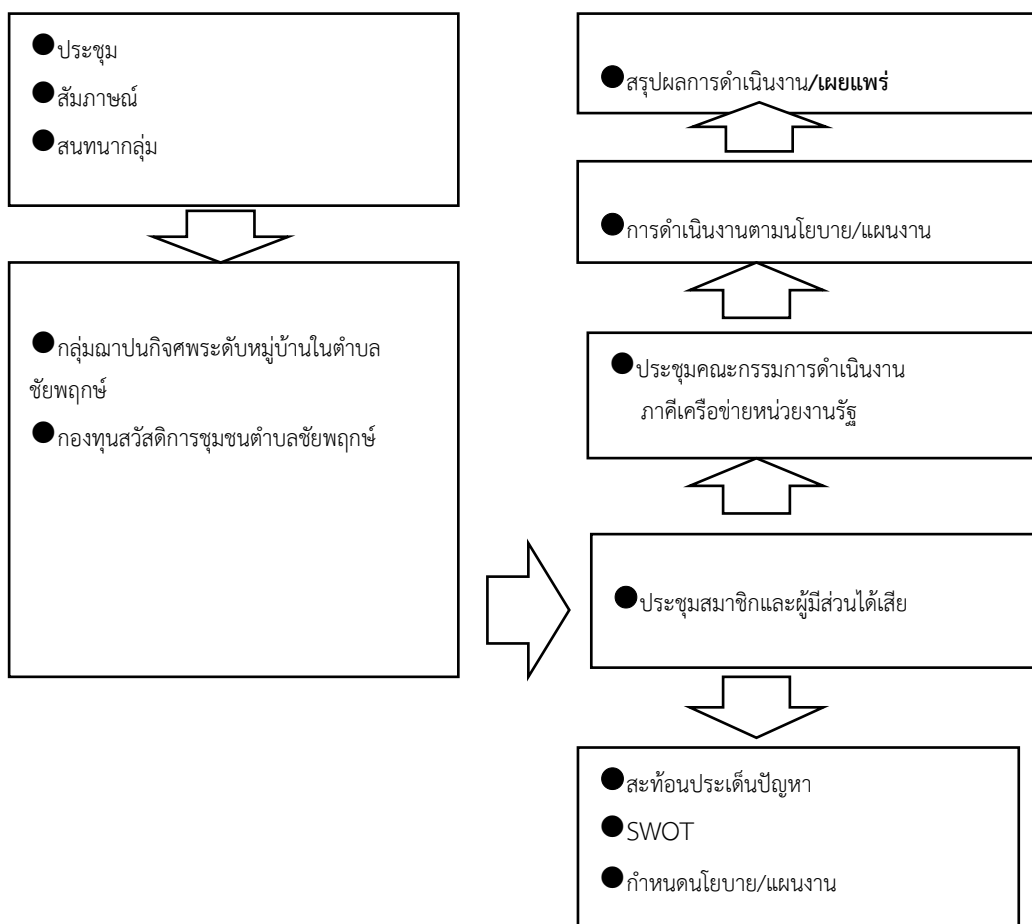 ●ประชุม
●สัมภาษณ์
●สนทนากลุ่ม
●กลุ่มฌาปนกิจศพระดับหมู่บ้านในตำบล
ชัยพฤกษ์
●กองทุนสวัสดิการชุมชนตำบลชัยพฤกษ์
●สรุปผลการดำเนินงาน/เผยแพร่
●การดำเนินงานตามนโยบาย/แผนงาน
●ประชุมคณะกรรมการดำเนินงาน
ภาคีเครือข่ายหน่วยงานรัฐ
●ประชุมสมาชิกและผู้มีส่วนได้เสีย
●สะท้อนประเด็นปัญหา
●SWOT
●กำหนดนโยบาย/แผนงาน